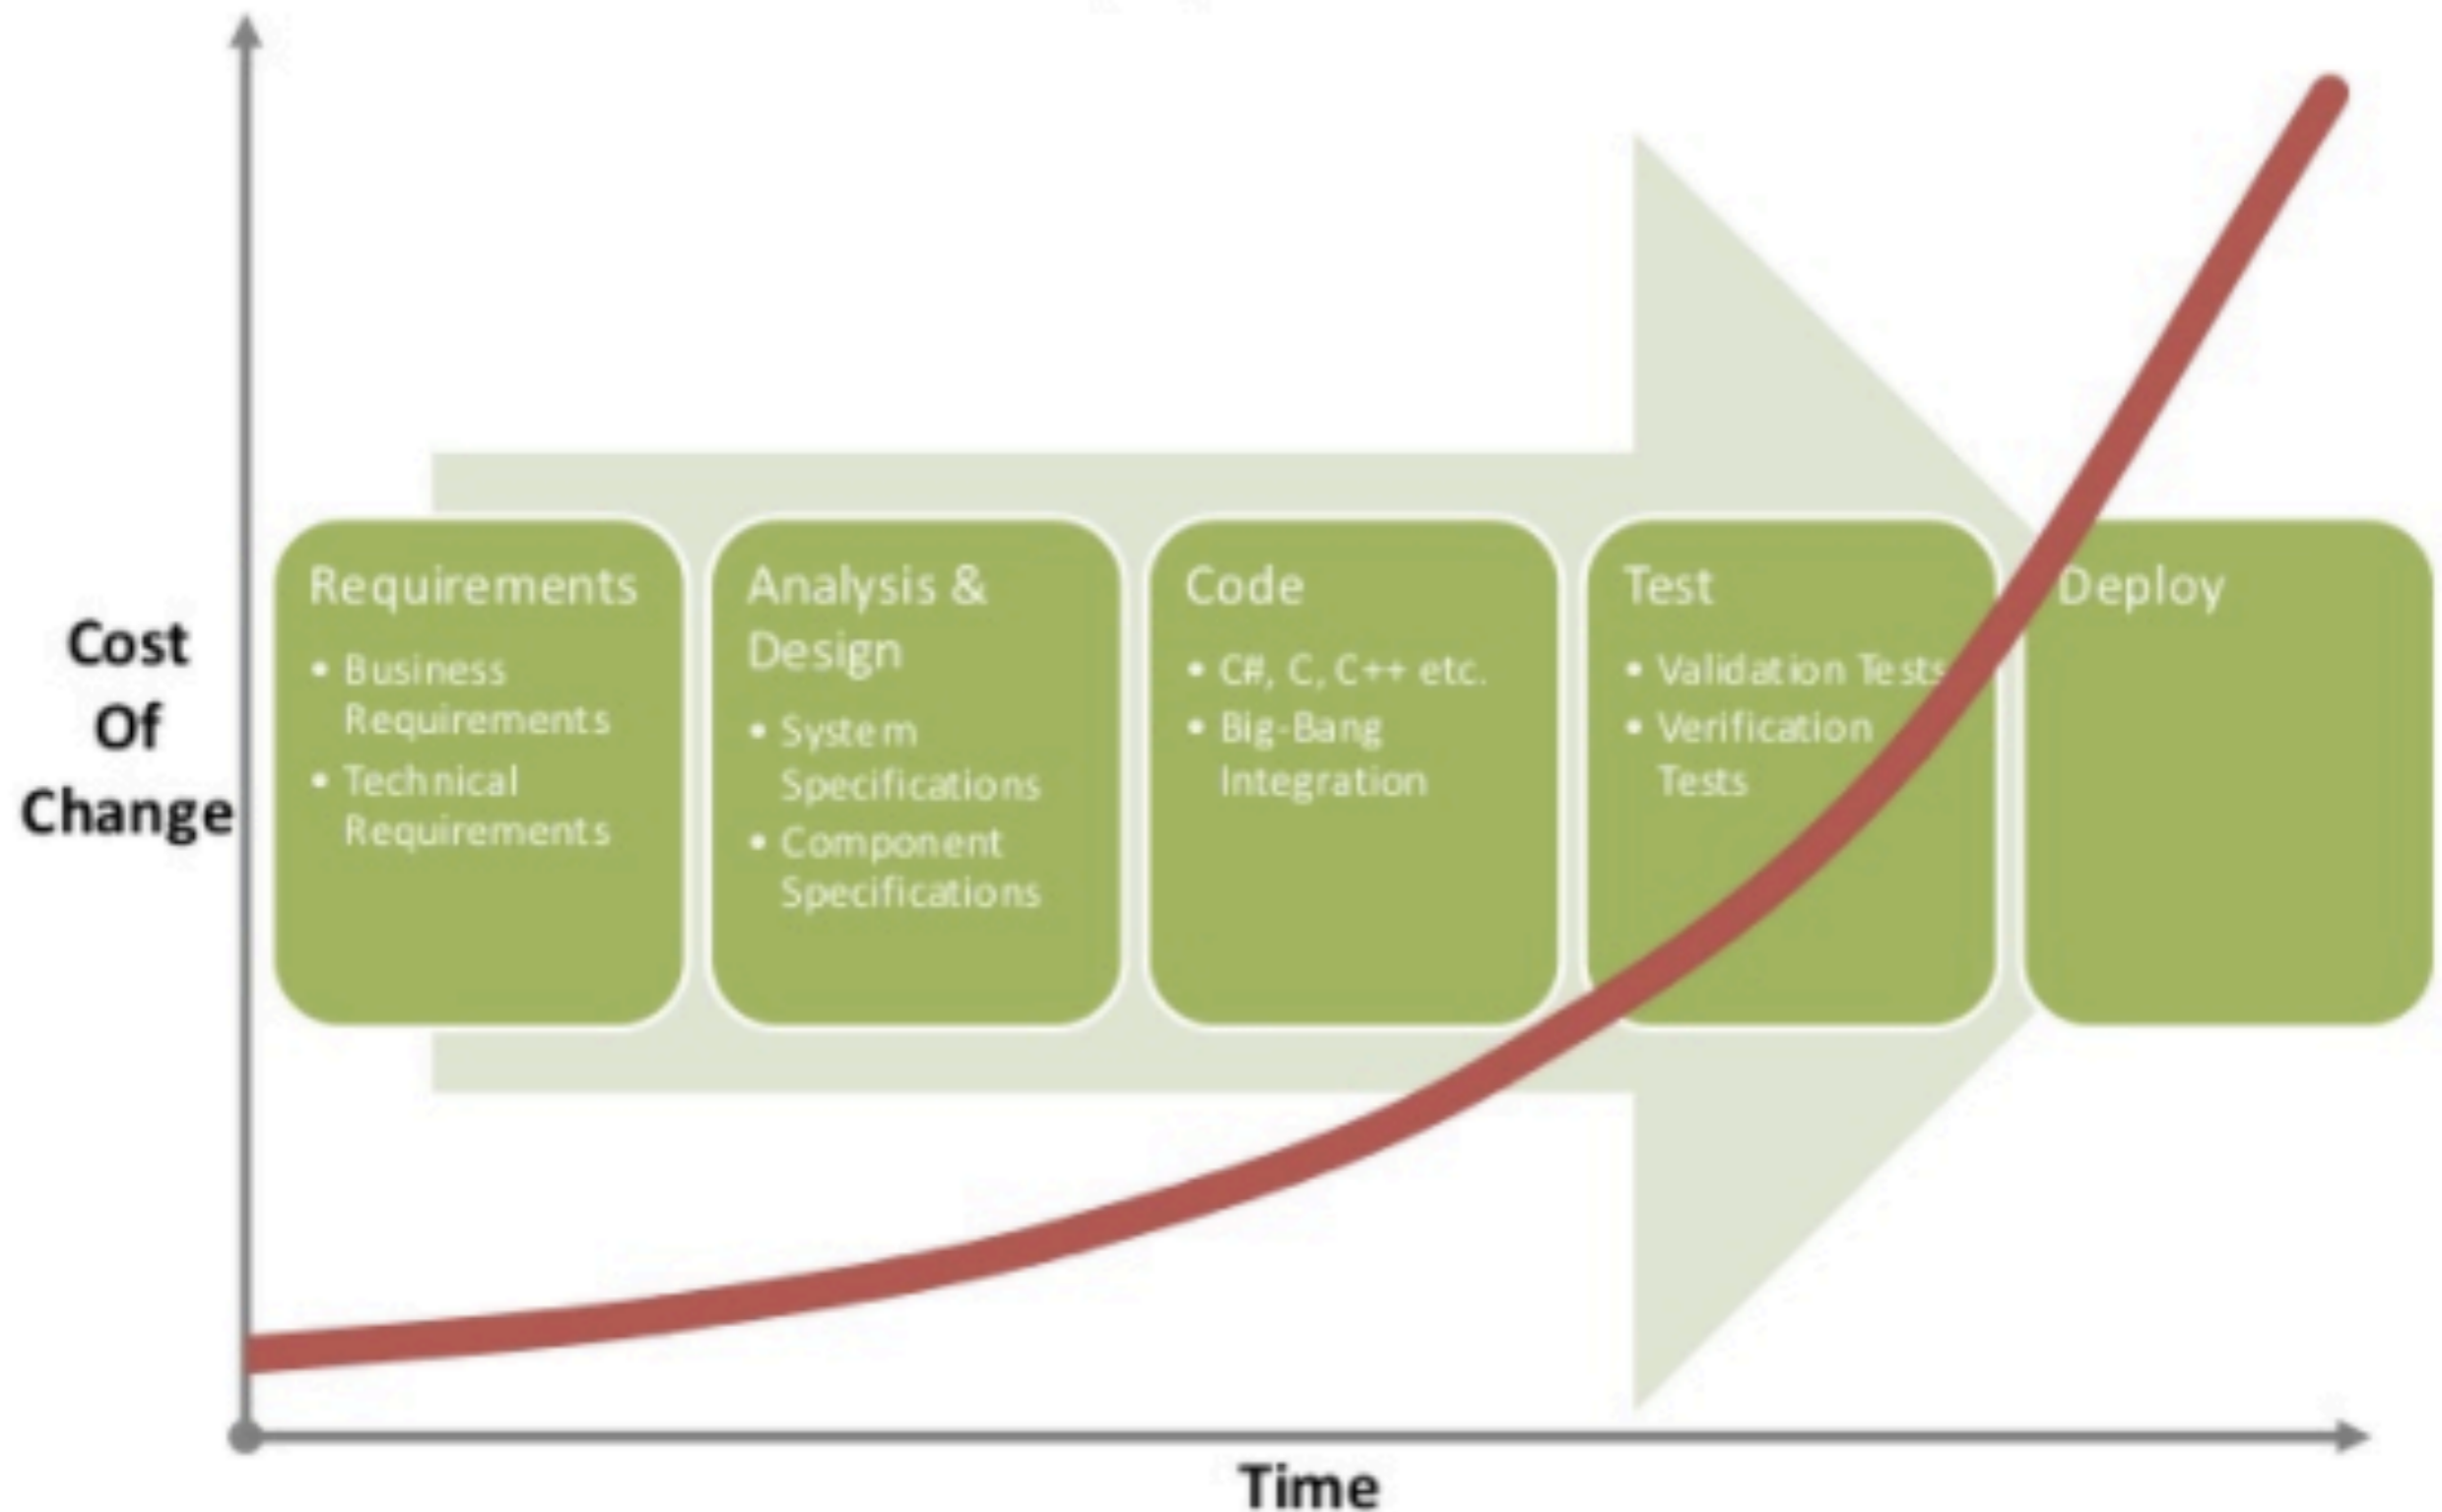 Cost
Of
Change
Requirements
• Business
Requirements
• Technical
Requirements
Analysis &
Design
• System
Specifications
• Component
Specifications
Code
• C#, C, C++ etc.
• Big-Bang
Integration
Test
• Validation Tests
• Verification
Tests
Deploy
Time